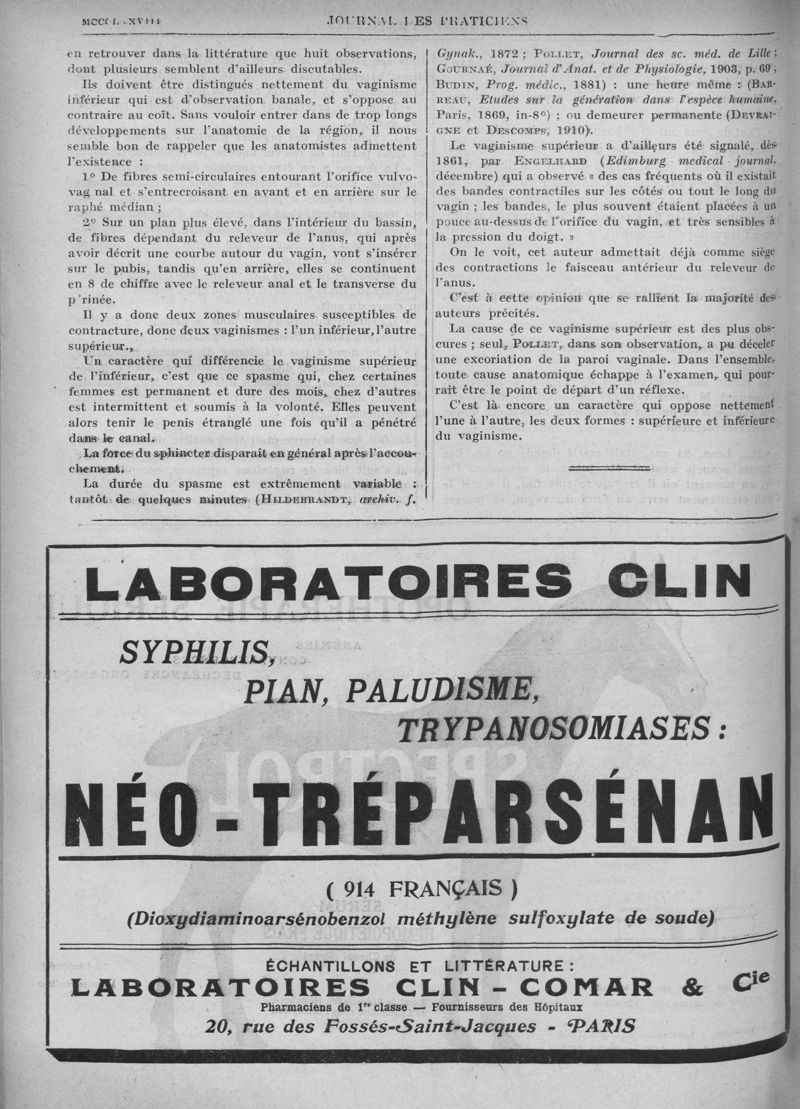 JOURNAL DES PRATICIENS
en retrouver dans la littérature que huit observations,
dont plusieurs semblent d'ailleurs discutables.
Ils doivent être distingués nettement du vaginisme
inférieur qui est d'observation banale, et s'oppose au
contraire au coït. Sans vouloir entrer dans de trop longs
développements sur l'anatomie de la région, il nous
semble bon de rappeler que les anatomistes admettent
l'existence :
1º De fibres semi-circulaires entourant l'orifice vulvo-
vag nal et s'entrecroisant en avant et en arrière sur le
raphé médian ;
2º Sur un plan plus élevé, dans l'intérieur du bassin,
de fibres dépendant du releveur de l'anus, qui après
avoir décrit une courbe autour du vagin, vont s'insérer
sur le pubis, tandis qu'en arrière, elles se continuent
en 8 de chiffre avec le releveur anal et le transverse du
p rinée.
Il y a donc deux zones musculaires susceptibles de
contracture, donc deux vaginismes : l'un inférieur, l'autre
supérieur.
Un caractère qui différencie le vaginisme supérieur
de l'inférieur, c'est que ce spasme qui, chez certaines
femmes est permanent et dure des mois, chez d'autres
est intermittent et soumis à la volonté. Elles peuvent
alors tenir le penis étranglé une fois qu'il a pénétré
dans le canal.
La force du sphincter disparait en général après l'accou-
chement.
La durée du spasme est extrêmement variable :
tantôt de quelques minutes (HILDEBRANDT, archiv. f.
Gynak., 1872 ; POLLET, Journal des sc. méd. de Lille ;
GOURNAÉ, Journal d'Anat. et de Physiologie, 1903, p. 69 ;
BUDIN, Prog. médic., 1881) : une heure même : (BAR-
REAU, Etudes sur la génération dans l'espèce humaine,
Paris, 1869, in-8º) ; ou demeurer permanente (DEVRAI-
GNE et DESCOMPS, 1910).
Le vaginisme supérieur a d'ailleurs été signalé, dès
1861, par ENGELHARD (Edimburg medical journal,
décembre) qui a observé « des cas fréquents où il existait
des bandes contractiles sur les côtés ou tout le long du
vagin ; les bandes, le plus souvent étaient placées à un
pouce au-dessus de l'orifice du vagin, et très sensibles à
la pression du doigt. »
On le voit, cet auteur admettait déjà comme siège
des contractions le faisceau antérieur du releveur de
l'anus.
C'est à cette opinion que se rallient la majorité des
auteurs précités.
La cause de ce vaginisme supérieur est des plus obs-
cures ; seul, POLLET, dans son observation, a pu déceler
une excoriation de la paroi vaginale. Dans l'ensemble,
toute cause anatomique échappe à l'examen, qui pour-
rait être le point de départ d'un réflexe.
C'est là encore un caractère qui oppose nettement
l'une à l'autre, les deux formes : supérieure et inférieure
du vaginisme.
LABORATOIRES CLIN
SYPHILIS,
PIAN, PALUDISME,
TRYPANOSOMIASES :
NÉO-TRÉPARSÉNAN
( 914 FRANÇAIS )
(Dioxydiaminoarsénobenzol méthylène sulfoxylate de soude)
ÉCHANTILLONS ET LITTÉRATURE :
LABORATOIRES CLIN - COMAR & Cie
Pharmaciens de 1re classe — Fournisseurs des Hôpitaux
20, rue des Fossés-Saint-Jacques - PARIS